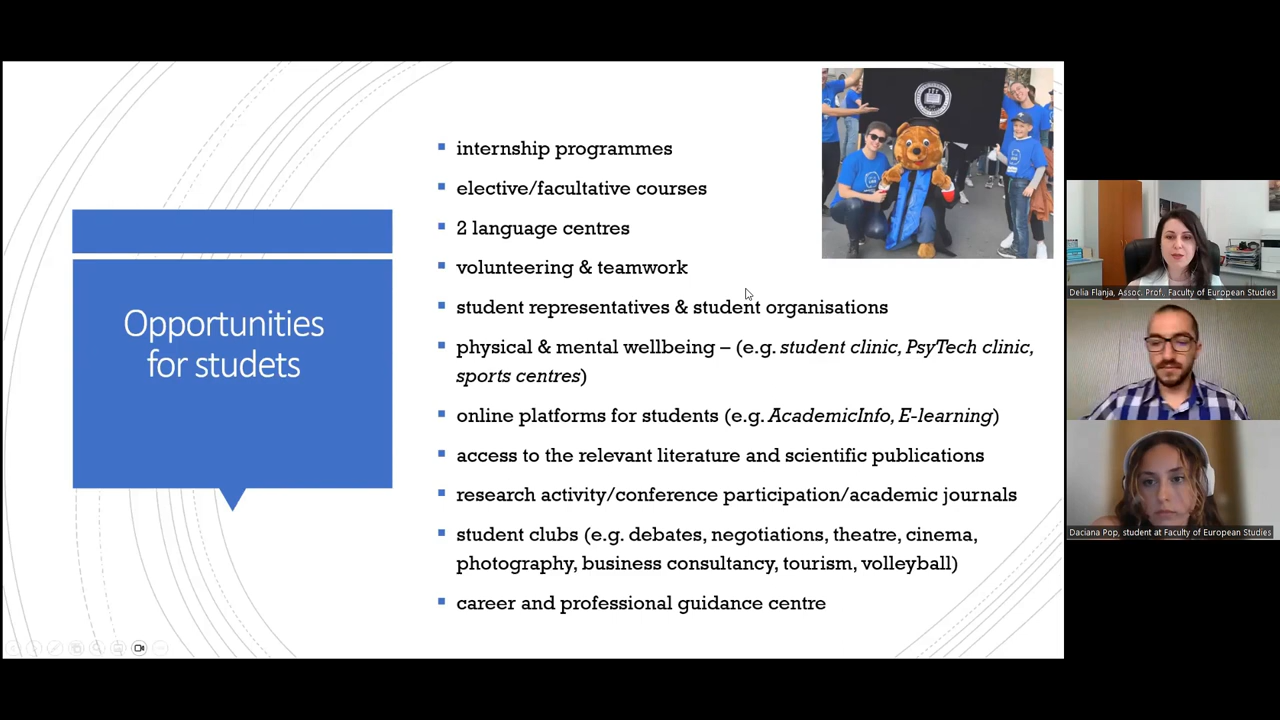 Opportunities
for studets
internship programmes
elective/facultative courses
2 language centres
volunteering & teamwork
student representatives & student organisations
physical & mental wellbeing – (e.g. student clinic, PsyTech clinic,
sports centres)
online platforms for students (e.g. AcademicInfo, E-learning)
access to the relevant literature and scientific publications
research activity/conference participation/academic journals
student clubs (e.g. debates, negotiations, theatre, cinema,
photography, business consultancy, tourism, volleyball)
career and professional guidance centre
Delia Flanja, Assoc. Prof., Faculty of European Studies
Daciana Pop, student at Faculty of European Studies